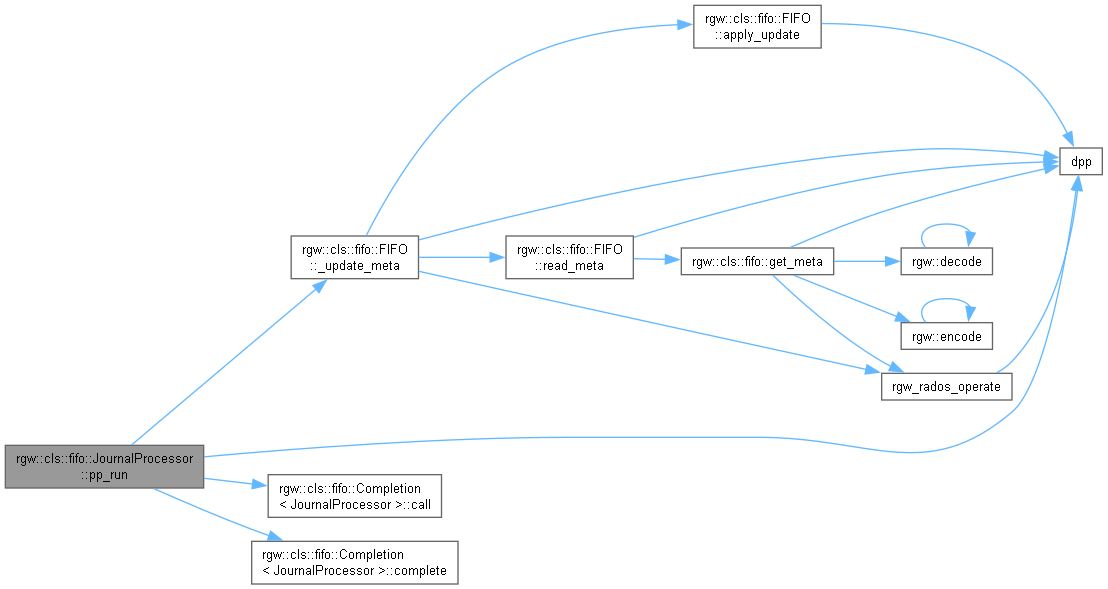 rgw::cls::fifo::FIFO
::apply_update
dpp
rgw::cls::fifo::FIFO
::_update_meta
rgw::cls::fifo::FIFO
::read_meta
rgw::cls::fifo::get_meta
rgw::decode
rgw::encode
rgw_rados_operate
rgw::cls::fifo::JournalProcessor
::pp_run
rgw::cls::fifo::Completion
< JournalProcessor >::call
rgw::cls::fifo::Completion
< JournalProcessor >::complete